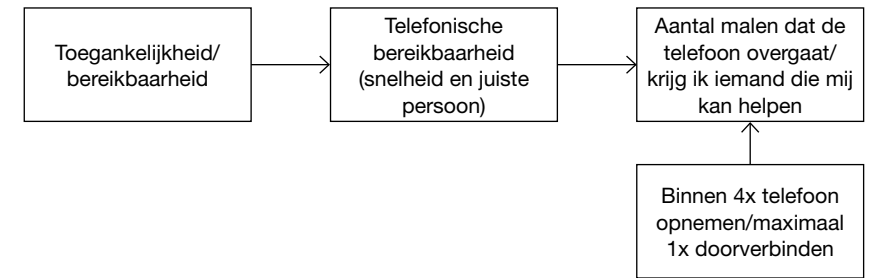 Toegankelijkheid/
bereikbaarheid
Telefonische
bereikbaarheid
(snelheid en juiste
persoon)
Aantal malen dat de
telefoon overgaat/
krijg ik iemand die mij
kan helpen
Binnen 4x telefoon
opnemen/maximaal
1x doorverbinden